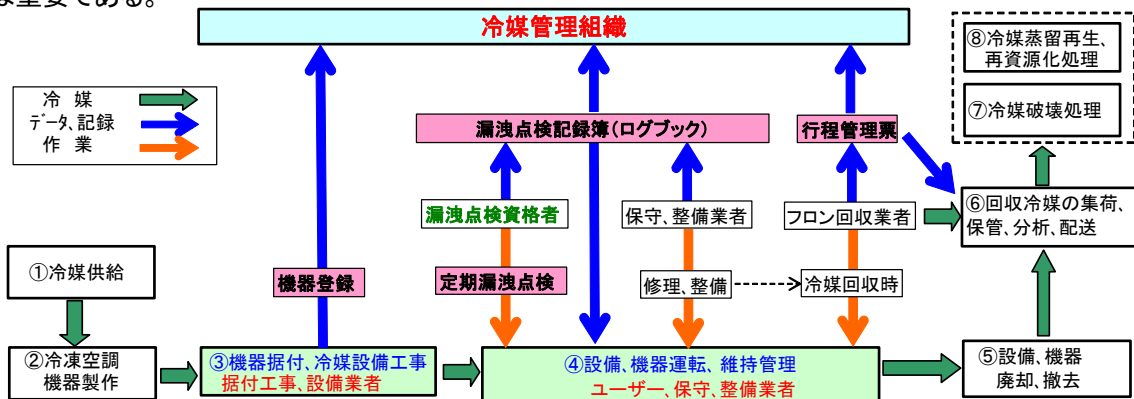 は重要である。
冷媒管理組織
⑧冷媒蒸留再生、
再資源化処理
⑦冷媒破壊処理
冷 媒
データ、記録
作 業
漏洩点検記録簿(ログブック)
行程管理票
漏洩点検資格者
保守、整備業者
フロン回収業者
⑥回収冷媒の集荷、
保管、分析、配送
①冷媒供給
機器登録
定期漏洩点検
修理、整備
冷媒回収時
②冷凍空調
機器製作
③機器据付、冷媒設備工事
据付工事、設備業者
④設備、機器運転、維持管理
ユーザー、保守、整備業者
⑤設備、機器
廃却、撤去